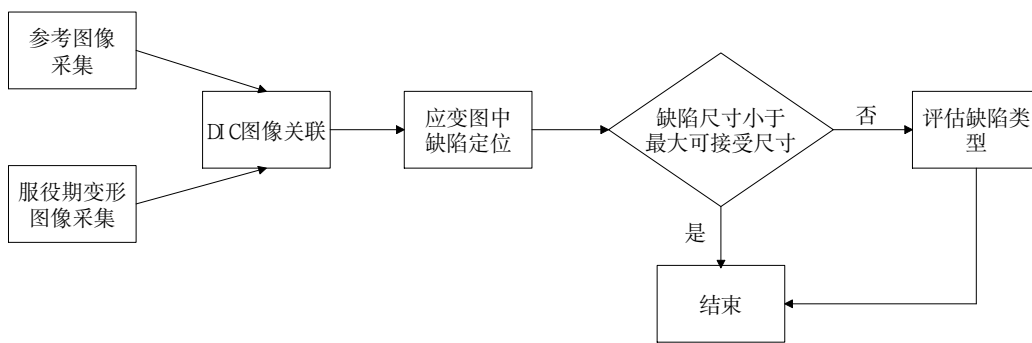 参考图像
采集
服役期变形
图像采集
DIC图像关联
应变图中
缺陷定位
缺陷尺寸小于
最大可接受尺寸
否
评估缺陷类
型
是
结束